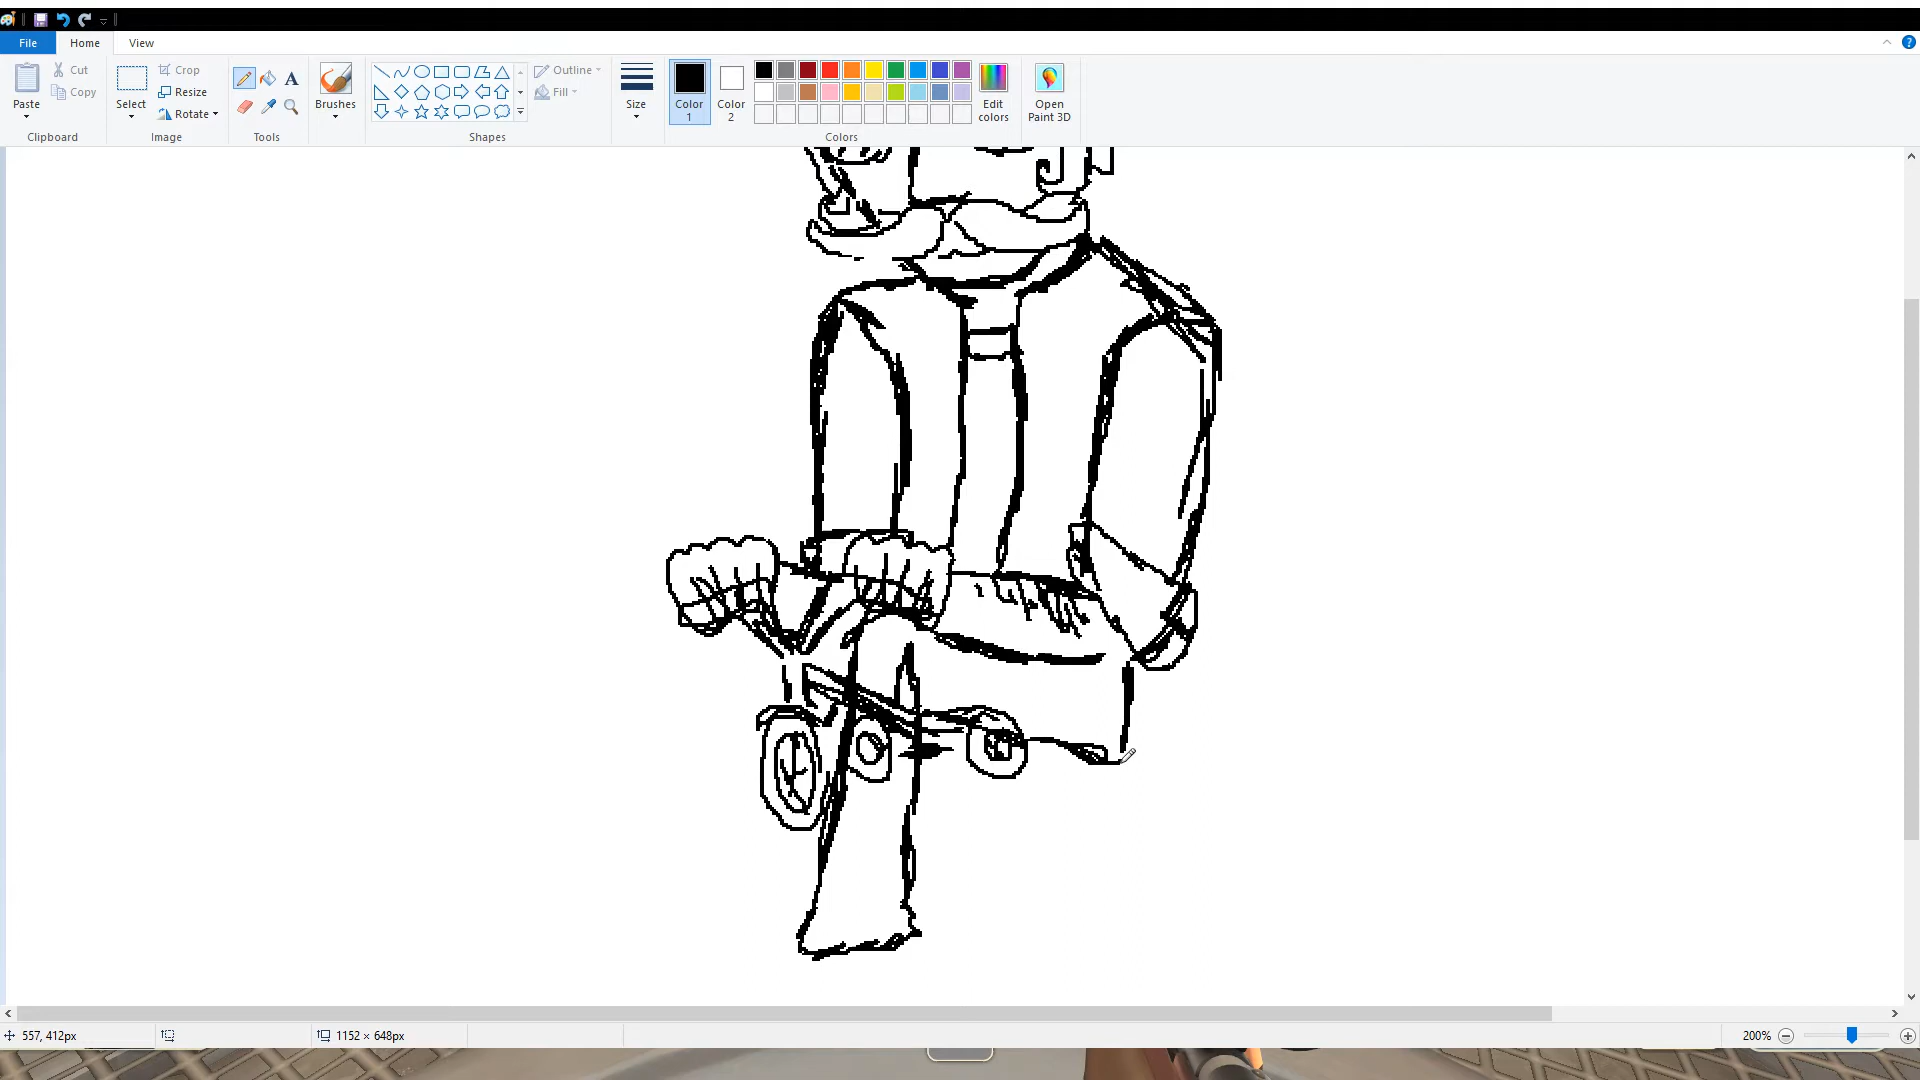 File Home View
Paste Cut Copy
Clipboard
Select Crop Resize Rotate
Image
A
Tools
Brushes
Outline Fill
Shapes
Size
Color 1 Color 2
Edit colors
Colors
Open Paint 3D
557, 412px 1152 × 648px 200%